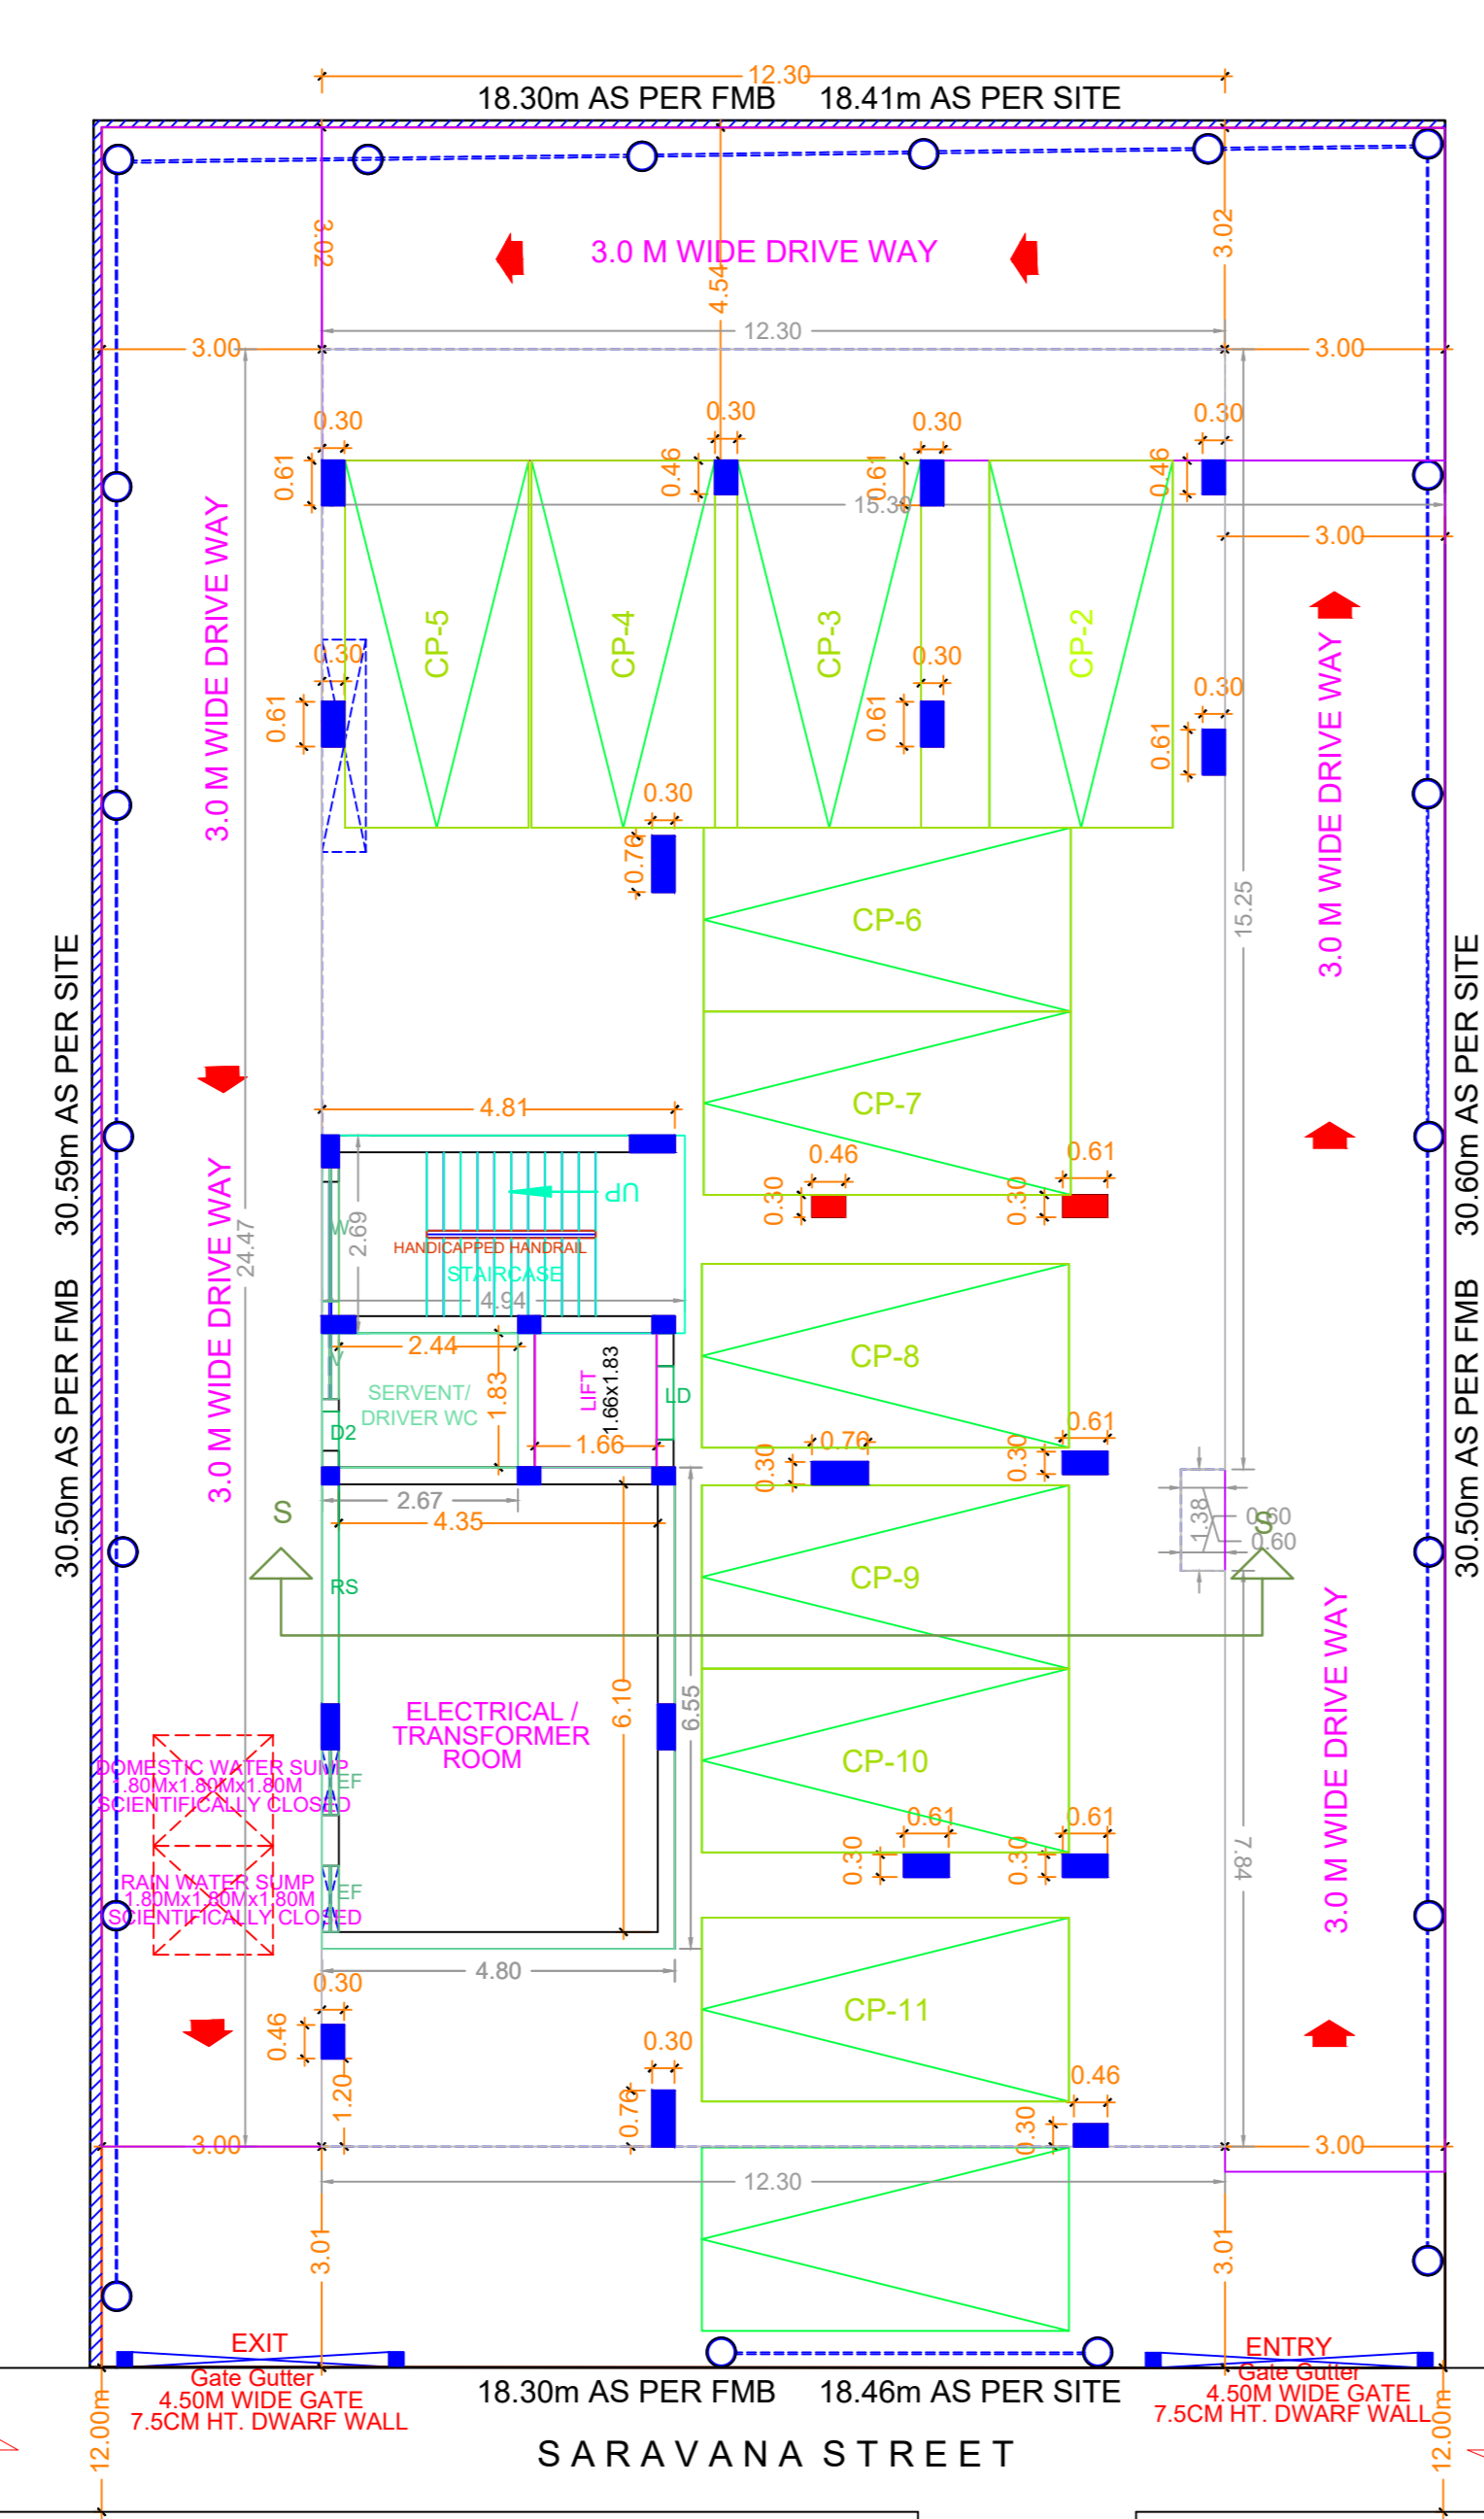 12.30
18.30m AS PER FMB 18.41m AS PER SITE
3.02
3.0 M WIDE DRIVE WAY
4.54
3.02
12.30
3.00
3.00
0.30
0.30
0.30
0.30
0.61
0.46
0.61
0.46
15.30
3.00
3.0 M WIDE DRIVE WAY
CP-5
CP-4
CP-3
CP-2
3.0 M WIDE DRIVE WAY
0.30
0.30
0.30
0.61
0.61
0.61
0.30
0.76
CP-6
15.25
30.50m AS PER FMB 30.59m AS PER SITE
30.50m AS PER FMB 30.60m AS PER SITE
CP-7
4.81
0.46
0.61
0.30
0.30
3.0 M WIDE DRIVE WAY
24.47
W
2.69
UP
HANDICAPPED HANDRAIL
STAIRCASE
4.94
2.44
V
SERVENT/
DRIVER WC
1.83
LIFT
1.66x1.83
LD
D2
1.66
CP-8
0.61
0.76
0.30
0.30
2.67
4.35
S
1.38
0.60
S
0.60
CP-9
RS
6.10
6.55
ELECTRICAL /
TRANSFORMER
ROOM
CP-10
3.0 M WIDE DRIVE WAY
DOMESTIC WATER SUMP
1.80Mx1.80Mx1.80M
SCIENTIFICALLY CLOSED
EF
0.61
0.61
0.30
0.30
7.84
RAIN WATER SUMP
1.80Mx1.80Mx1.80M
SCIENTIFICALLY CLOSED
EF
4.80
0.30
0.46
CP-11
0.30
0.76
0.46
0.30
1.20
3.00
3.00
12.30
3.01
3.01
EXIT
Gate Gutter
4.50M WIDE GATE
7.5CM HT. DWARF WALL
18.30m AS PER FMB 18.46m AS PER SITE
ENTRY
Gate Gutter
4.50M WIDE GATE
7.5CM HT. DWARF WALL
12.00m
SARAVANA STREET
12.00m